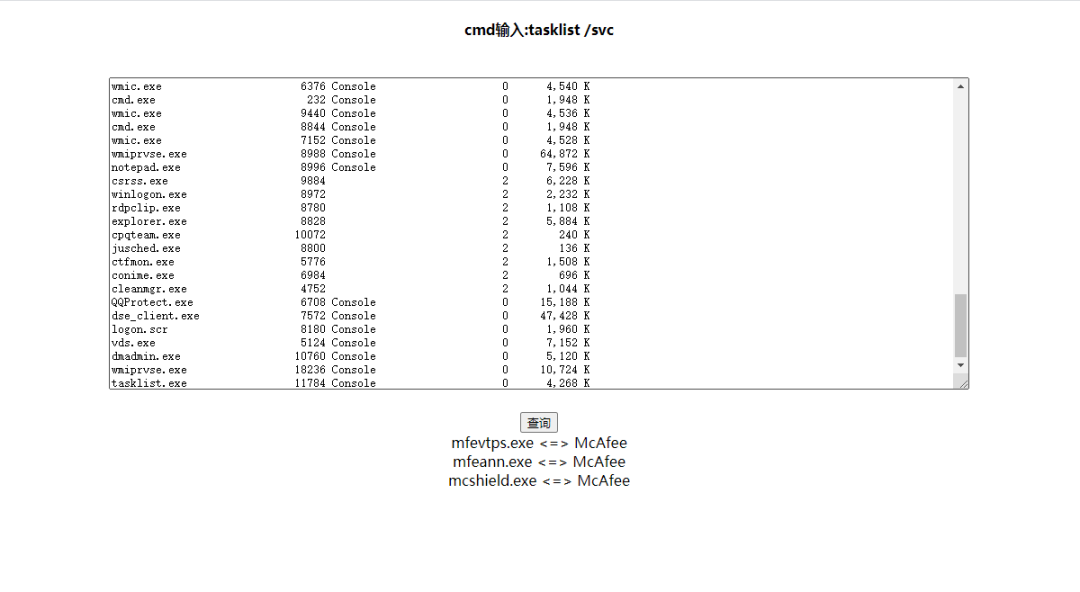 cmd输入:tasklist /svc
wmic.exe 6376 Console 0 4,540 K
cmd.exe 232 Console 0 1,948 K
wmic.exe 9440 Console 0 4,536 K
cmd.exe 8844 Console 0 1,948 K
wmic.exe 7152 Console 0 4,528 K
wmiprvse.exe 8988 Console 0 64,872 K
notepad.exe 8996 Console 0 7,596 K
csrss.exe 9884 2 6,228 K
winlogon.exe 8972 2 2,232 K
rdpclip.exe 8780 2 1,108 K
explorer.exe 8828 2 5,884 K
cpqteam.exe 10072 2 240 K
jusched.exe 8800 2 136 K
ctfmon.exe 5776 2 1,508 K
conime.exe 6984 2 696 K
cleanmgr.exe 4752 2 1,044 K
QQProtect.exe 6708 Console 0 15,188 K
dse_client.exe 7572 Console 0 47,428 K
logon.scr 8180 Console 0 1,960 K
vds.exe 5124 Console 0 7,152 K
dmadmin.exe 10760 Console 0 5,120 K
wmiprvse.exe 18236 Console 0 10,724 K
tasklist.exe 11784 Console 0 4,268 K
查询
mfevtps.exe <=> McAfee
mfeann.exe <=> McAfee
mcshield.exe <=> McAfee